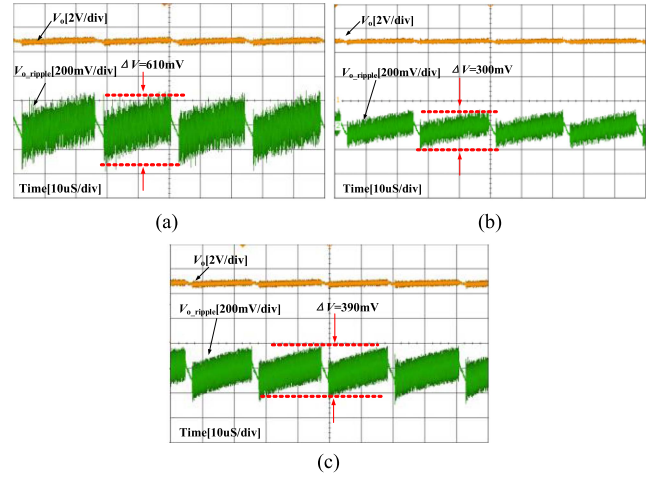 Vo[2V/div]
Vo_ripple[200mV/div]
ΔV=610mV
Time[10uS/div]
(a)
Vo[2V/div]
Vo_ripple[200mV/div]
ΔV=300mV
Time[10uS/div]
(b)
Vo[2V/div]
Vo_ripple[200mV/div]
ΔV=390mV
Time[10uS/div]
(c)